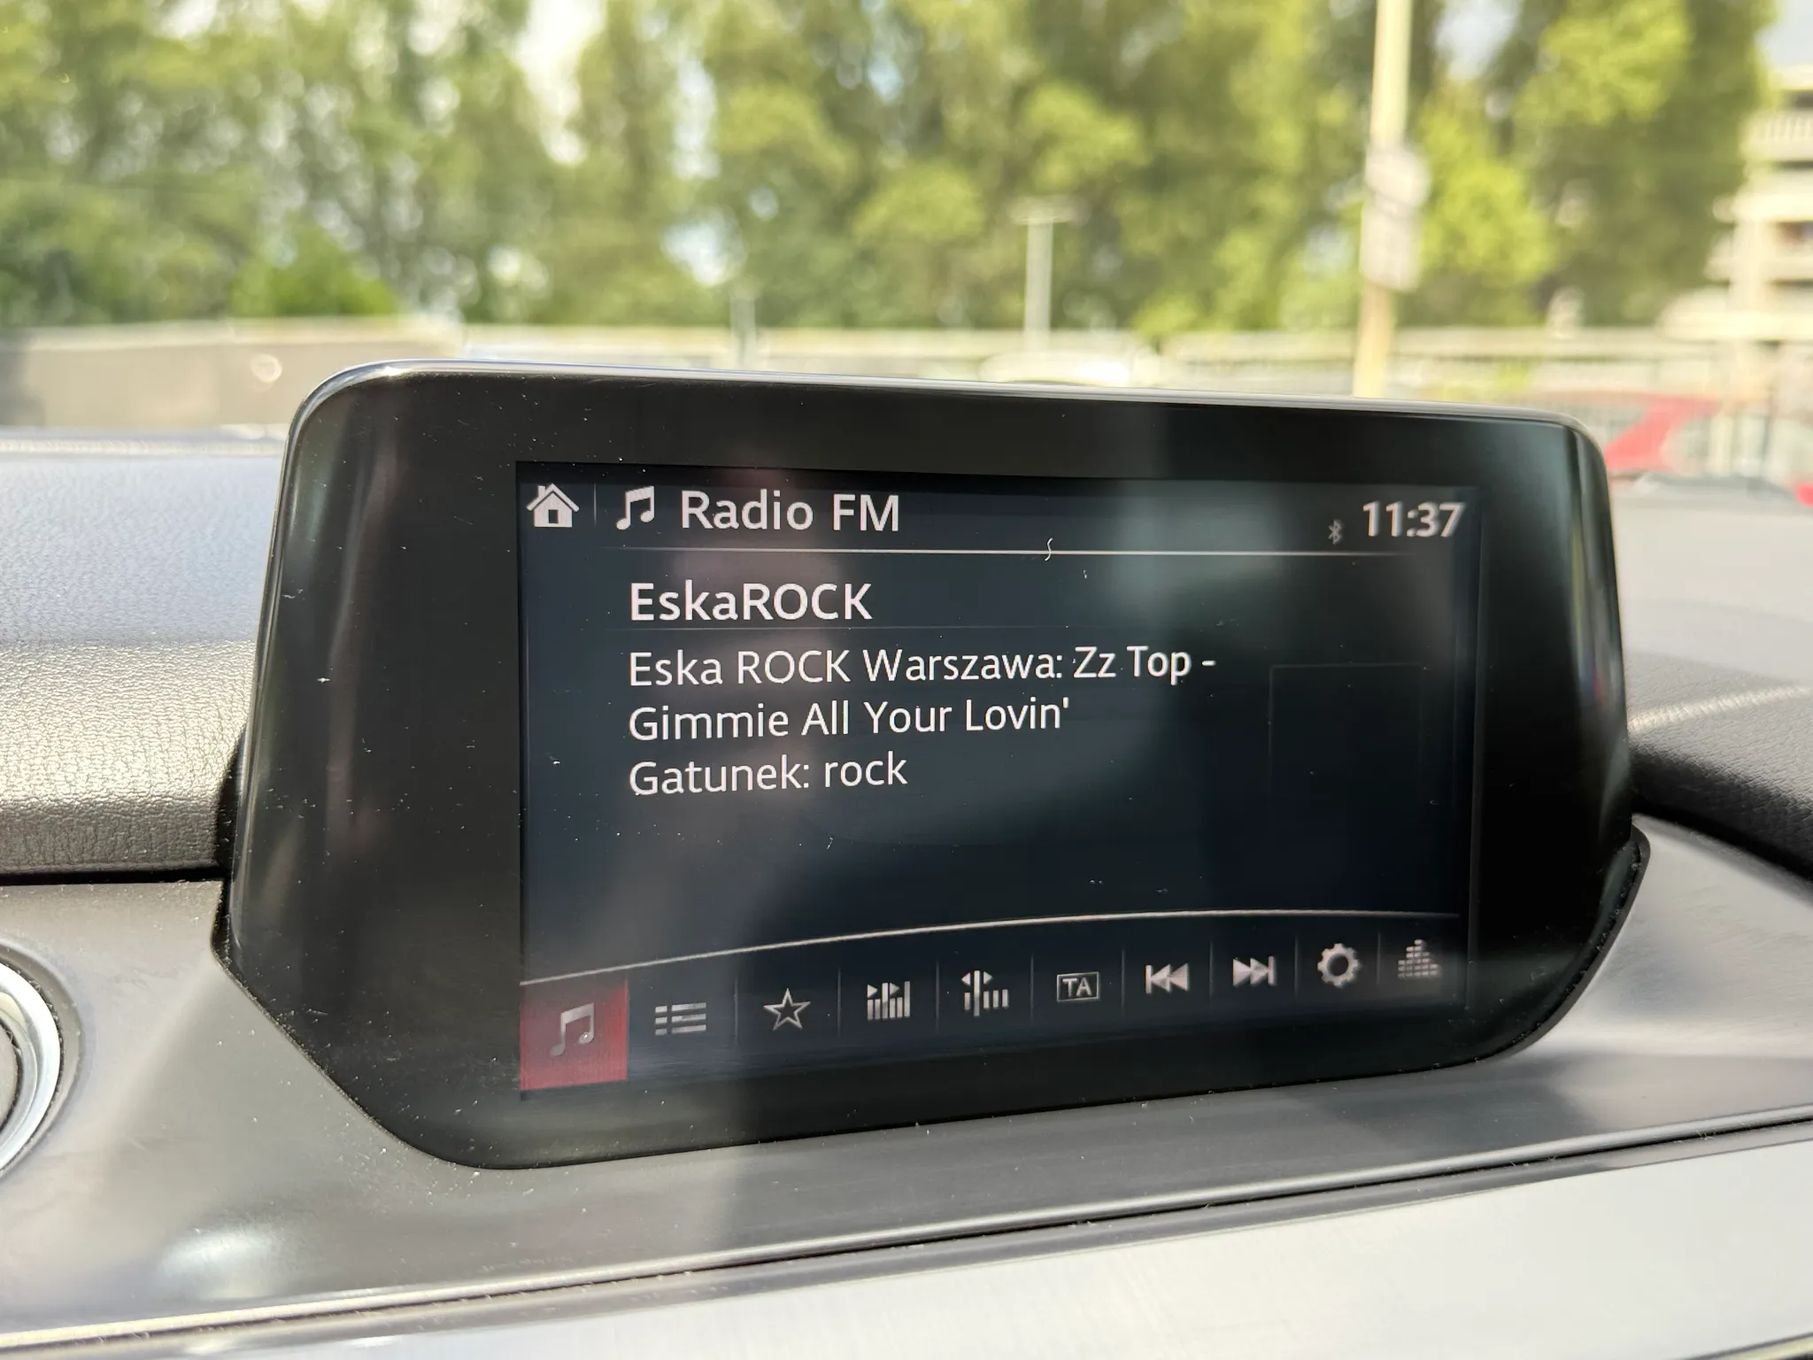 Radio FM
11:37
EskaROCK
Eska ROCK Warszawa: Zz Top -
Gimmie All Your Lovin'
Gatunek: rock
TA